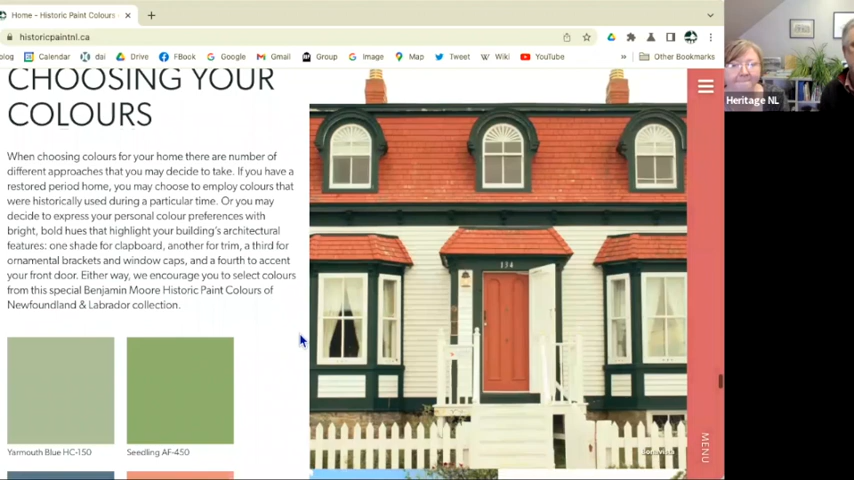 Home - Historic Paint Colours
historicpaintnl.ca
olog
Calendar
dai
Drive
FBook
Google
Gmail
Group
Image
Map
Tweet
Wiki
YouTube
»
Other Bookmarks
Heritage NL
CHOOSING YOUR
COLOURS
When choosing colours for your home there are number of
different approaches that you may decide to take. If you have a
restored period home, you may choose to employ colours that
were historically used during a particular time. Or you may
decide to express your personal colour preferences with
bright, bold hues that highlight your building's architectural
features: one shade for clapboard, another for trim, a third for
ornamental brackets and window caps, and a fourth to accent
your front door. Either way, we encourage you to select colours
from this special Benjamin Moore Historic Paint Colours of
Newfoundland & Labrador collection.
134
Yarmouth Blue HC-150
Seedling AF-450
Bonavista
MENU